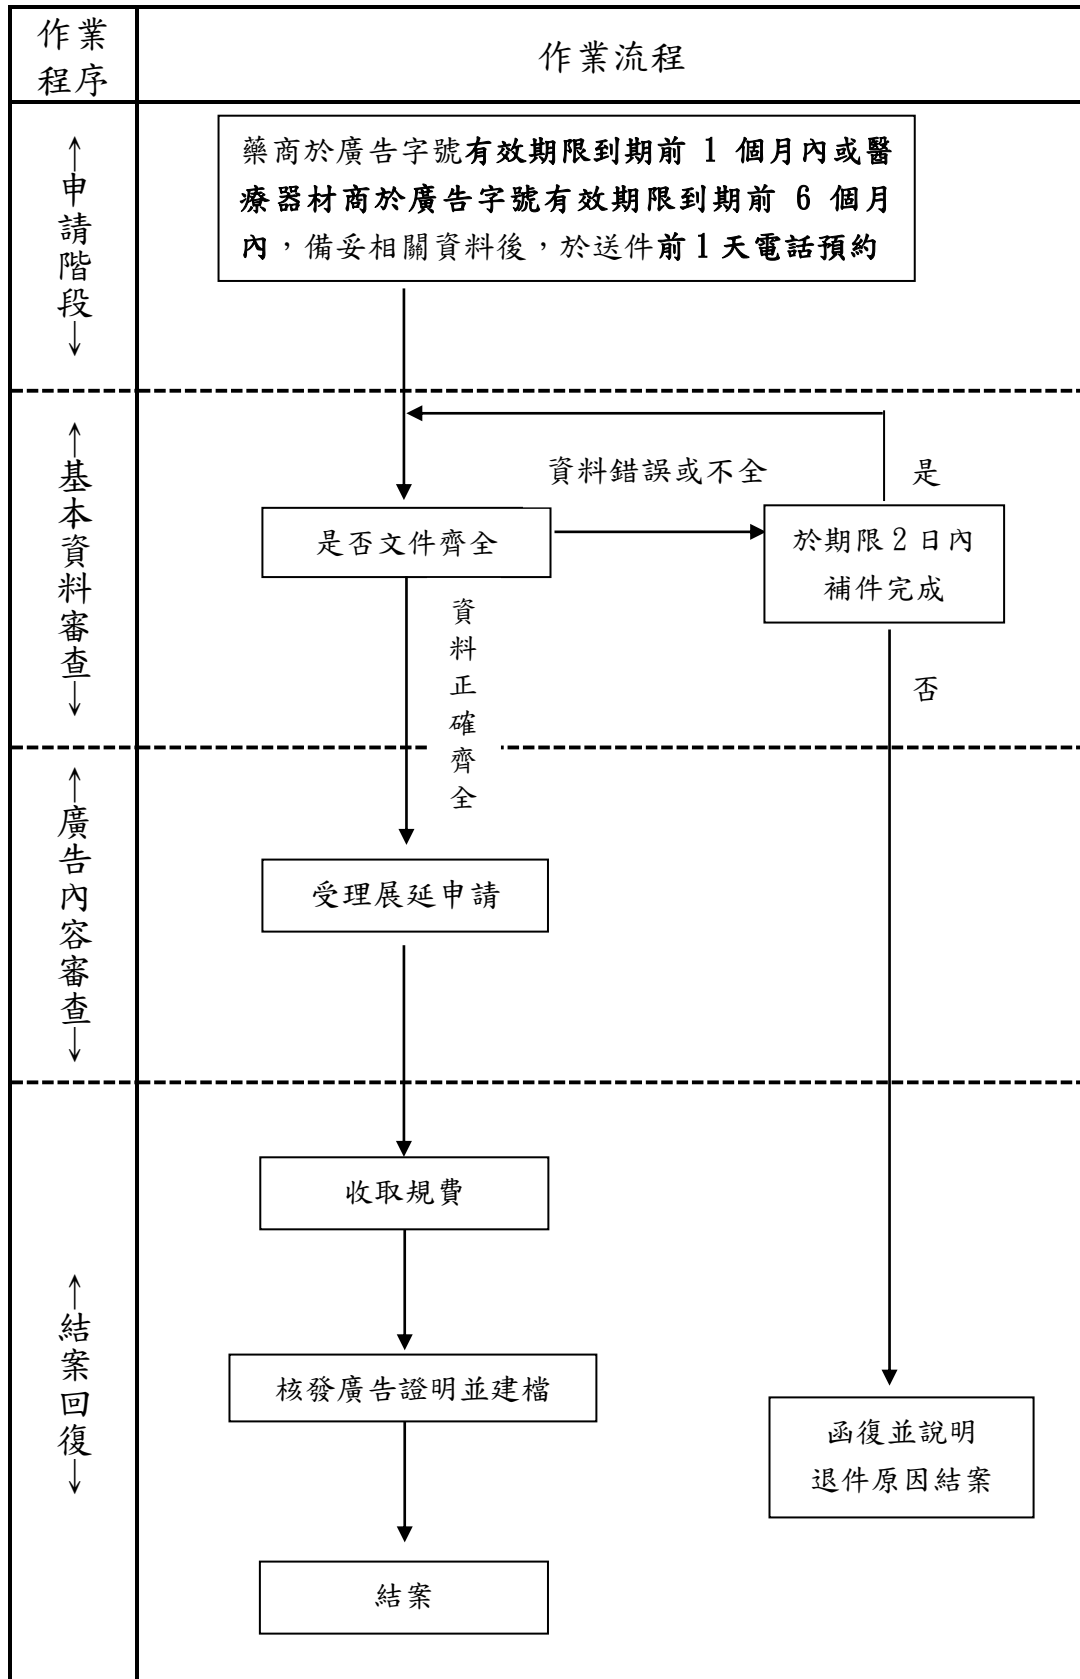 作業
程序
作業流程
↑申請階段↓
藥商於廣告字號有效期限到期前 1 個月內或醫
療器材商於廣告字號有效期限到期前 6 個月
內，備妥相關資料後，於送件前1天電話預約
↑基本資料審查↓
資料錯誤或不全
是
是否文件齊全
於期限2日內
補件完成
資料正確齊全
否
↑廣告內容審查↓
受理展延申請
↑結案回復↓
收取規費
核發廣告證明並建檔
函復並說明
退件原因結案
結案